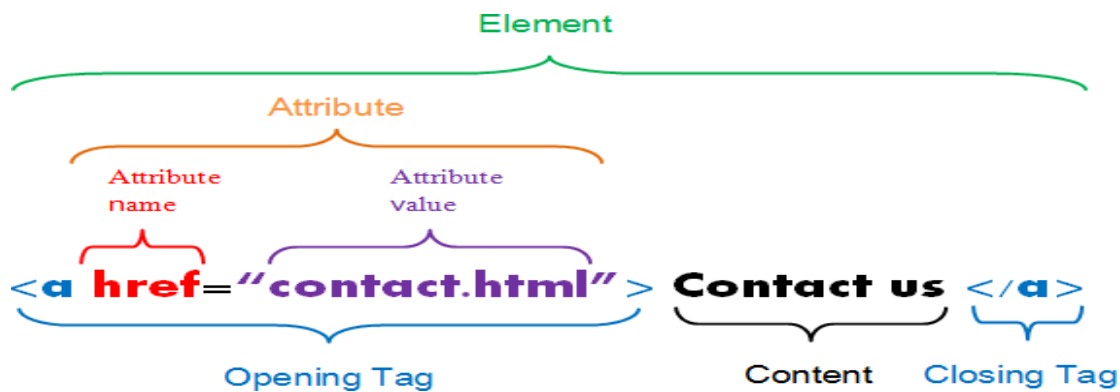 Element
Attribute
Attribute Attribute
name value
<a href=“contact.html”> Contact us </a>
Opening Tag Content Closing Tag